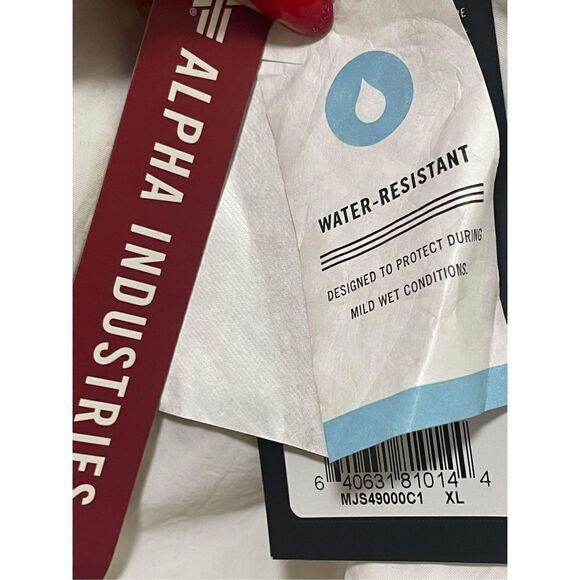 ALPHA INDUSTRIES
®
WATER-RESISTANT
DESIGNED TO PROTECT DURING
MILD WET CONDITIONS.
6 40631 81014 4
MJS49000C1 XL